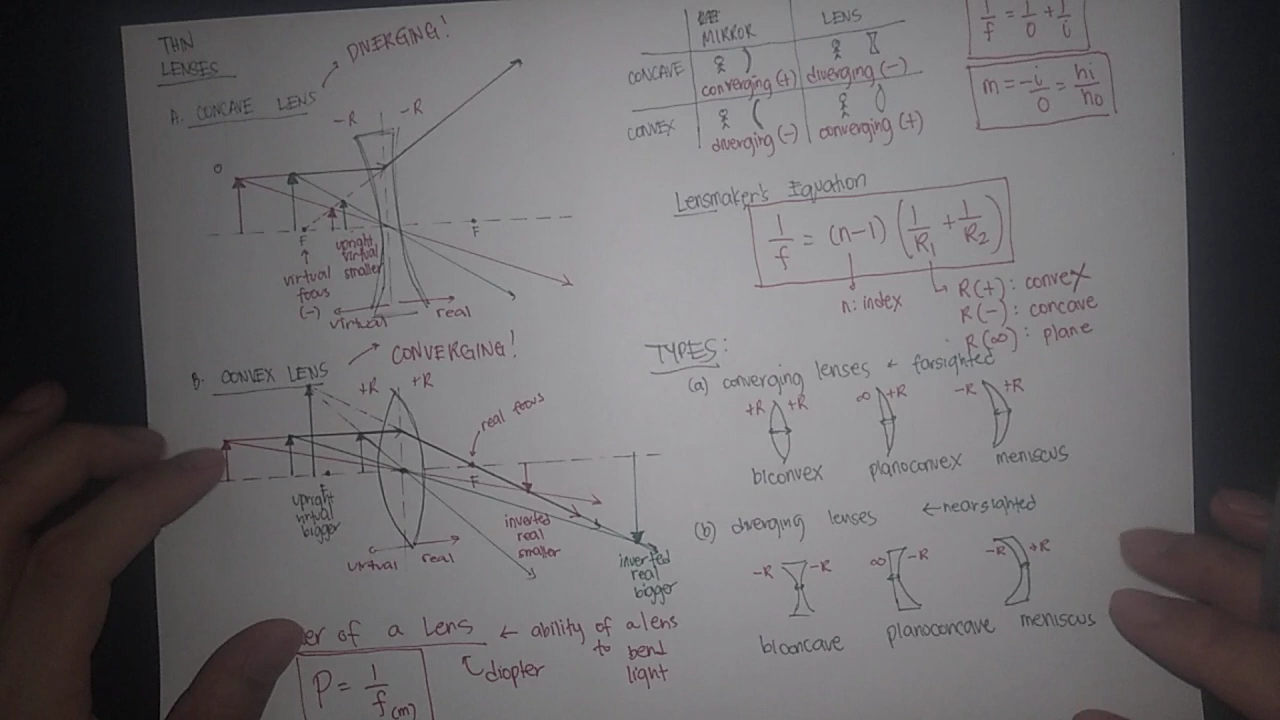 THIN
LENSES
DIVERGING!
A. CONCAVE LENS
-R
-R
O
F
F
↑
virtual
focus
(-)
upright
virtual
smaller
virtual
real
B. CONVEX LENS
CONVERGING!
+R
+R
real focus
F
F
upright
virtual
bigger
virtual
real
inverted
real
smaller
inverted
real
bigger
er of a Lens ← ability of a lens
to bend
light
diopter
P = 1/f(m)
MIRROR
LENS
CONCAVE
converging (+)
diverging (-)
CONVEX
diverging (-)
converging (+)
1/f = 1/o + 1/i
m = -i/o = hi/ho
Lensmaker's Equation
1/f = (n-1) (1/R1 + 1/R2)
n: index
R(+): convex
R(-): concave
R(∞): plane
TYPES:
(a) converging lenses ← farsighted
+R +R
∞ +R
-R +R
biconvex
planoconvex
meniscus
(b) diverging lenses ← nearsighted
-R -R
∞ -R
-R +R
bioncave
planoconcave
meniscus